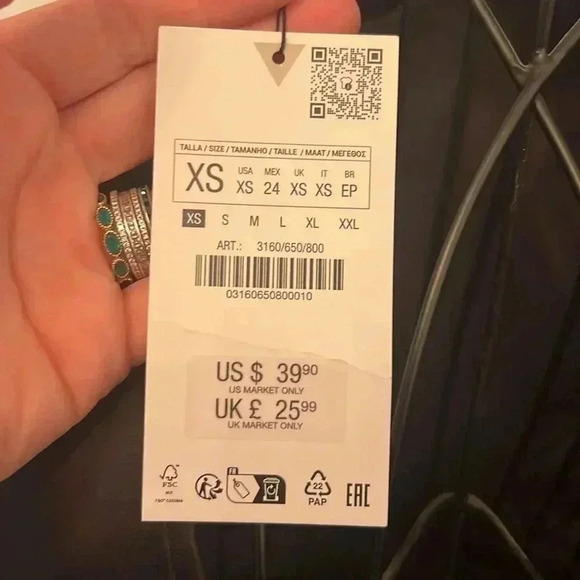 TALLA / SIZE / TAMANHO / TAILLE / MAAT / ΜΕΓΕΘΟΣ
XS
USA MEX UK IT BR
XS 24 XS XS EP
XS S M L XL XXL
ART.: 3160/650/800
03160650800010
US $ 3990
US MARKET ONLY
UK £ 2599
UK MARKET ONLY
FSC
FR
22
PAP
EAC